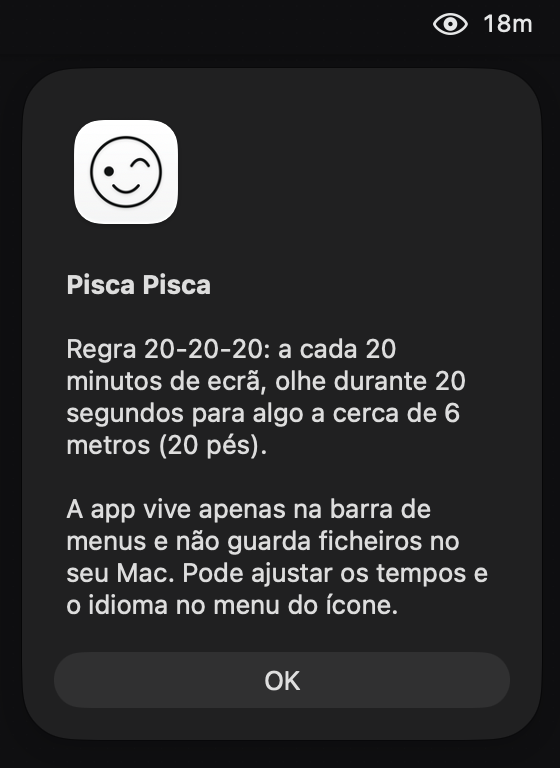 18m
Pisca Pisca
Regra 20-20-20: a cada 20
minutos de ecrã, olhe durante 20
segundos para algo a cerca de 6
metros (20 pés).
A app vive apenas na barra de
menus e não guarda ficheiros no
seu Mac. Pode ajustar os tempos e
o idioma no menu do ícone.
OK